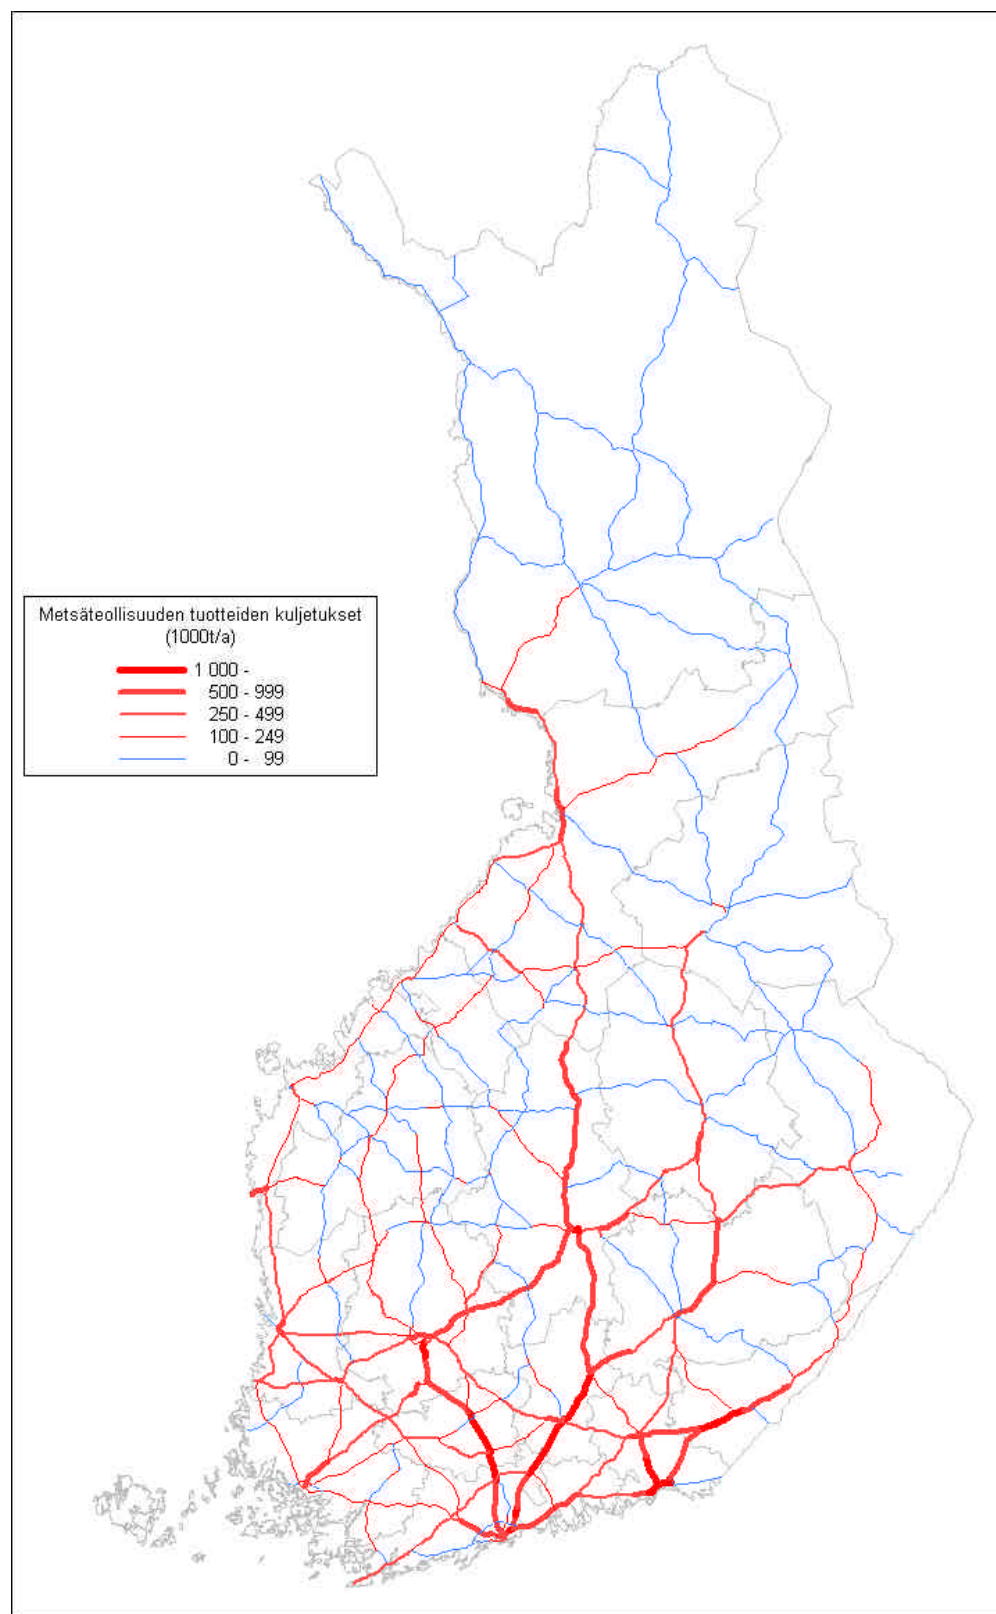 Metsäteollisuuden tuotteiden kuljetukset
(1000t/a)
1 000 -
500 - 999
250 - 499
100 - 249
0 - 99